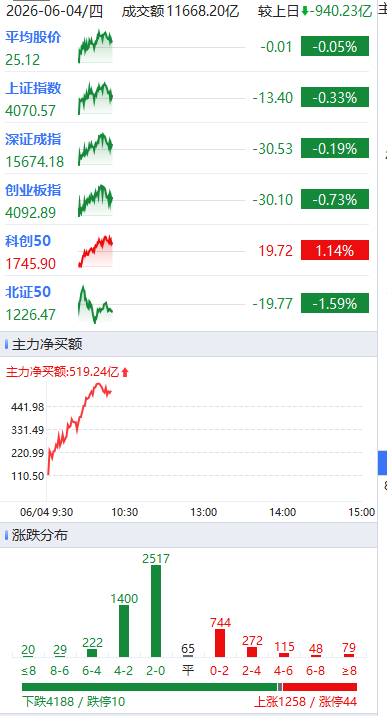 2026-06-04/四 成交额11668.20亿 较上日-940.23亿
平均股价
25.12 -0.01 -0.05%
上证指数
4070.57 -13.40 -0.33%
深证成指
15674.18 -30.53 -0.19%
创业板指
4092.89 -30.10 -0.73%
科创50
1745.90 19.72 1.14%
北证50
1226.47 -19.77 -1.59%
主力净买额
主力净买额:519.24亿
441.98
331.49
220.99
110.50
06/04 9:30 10:30 13:00 14:00 15:00
涨跌分布
20 29 222 1400 2517 65 744 272 115 48 79
≤8 8-6 6-4 4-2 2-0 平 0-2 2-4 4-6 6-8 ≥8
下跌4188 / 跌停10 上涨1258 / 涨停44